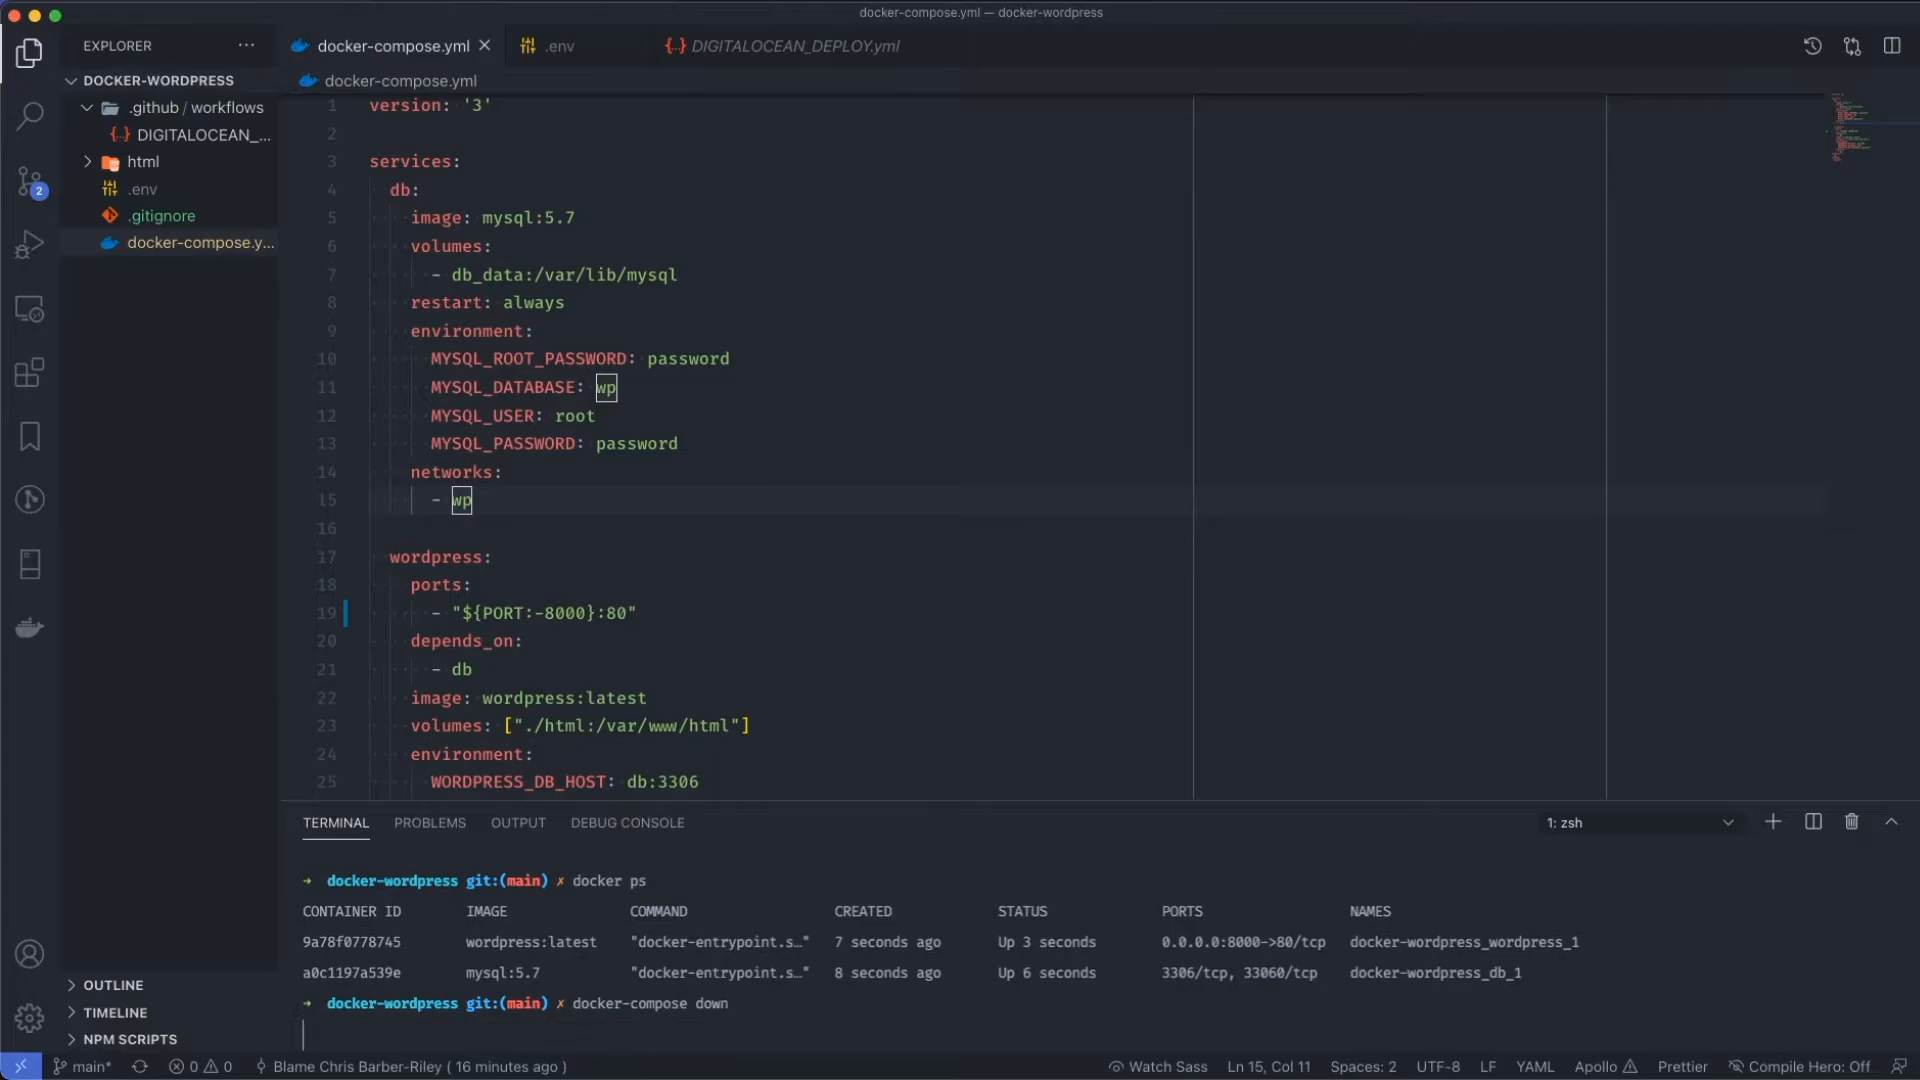 docker-compose.yml — docker-wordpress
EXPLORER
docker-compose.yml
.env
DIGITALOCEAN_DEPLOY.yml
DOCKER-WORDPRESS
.github / workflows
DIGITALOCEAN_...
html
.env
.gitignore
docker-compose.y...
2
docker-compose.yml
1 version: '3'
2
3 services:
4 db:
5 image: mysql:5.7
6 volumes:
7 - db_data:/var/lib/mysql
8 restart: always
9 environment:
10 MYSQL_ROOT_PASSWORD: password
11 MYSQL_DATABASE: wp
12 MYSQL_USER: root
13 MYSQL_PASSWORD: password
14 networks:
15 - wp
16
17 wordpress:
18 ports:
19 - "${PORT:-8000}:80"
20 depends_on:
21 - db
22 image: wordpress:latest
23 volumes: ["./html:/var/www/html"]
24 environment:
25 WORDPRESS_DB_HOST: db:3306
TERMINAL PROBLEMS OUTPUT DEBUG CONSOLE 1: zsh
→ docker-wordpress git:(main) ✗ docker ps
CONTAINER ID IMAGE COMMAND CREATED STATUS PORTS NAMES
9a78f0778745 wordpress:latest "docker-entrypoint.s…" 7 seconds ago Up 3 seconds 0.0.0.0:8000->80/tcp docker-wordpress_wordpress_1
a0c1197a539e mysql:5.7 "docker-entrypoint.s…" 8 seconds ago Up 6 seconds 3306/tcp, 33060/tcp docker-wordpress_db_1
→ docker-wordpress git:(main) ✗ docker-compose down
OUTLINE
TIMELINE
NPM SCRIPTS
main* 0 0 Blame Chris Barber-Riley ( 16 minutes ago ) Watch Sass Ln 15, Col 11 Spaces: 2 UTF-8 LF YAML Apollo Prettier Compile Hero: Off